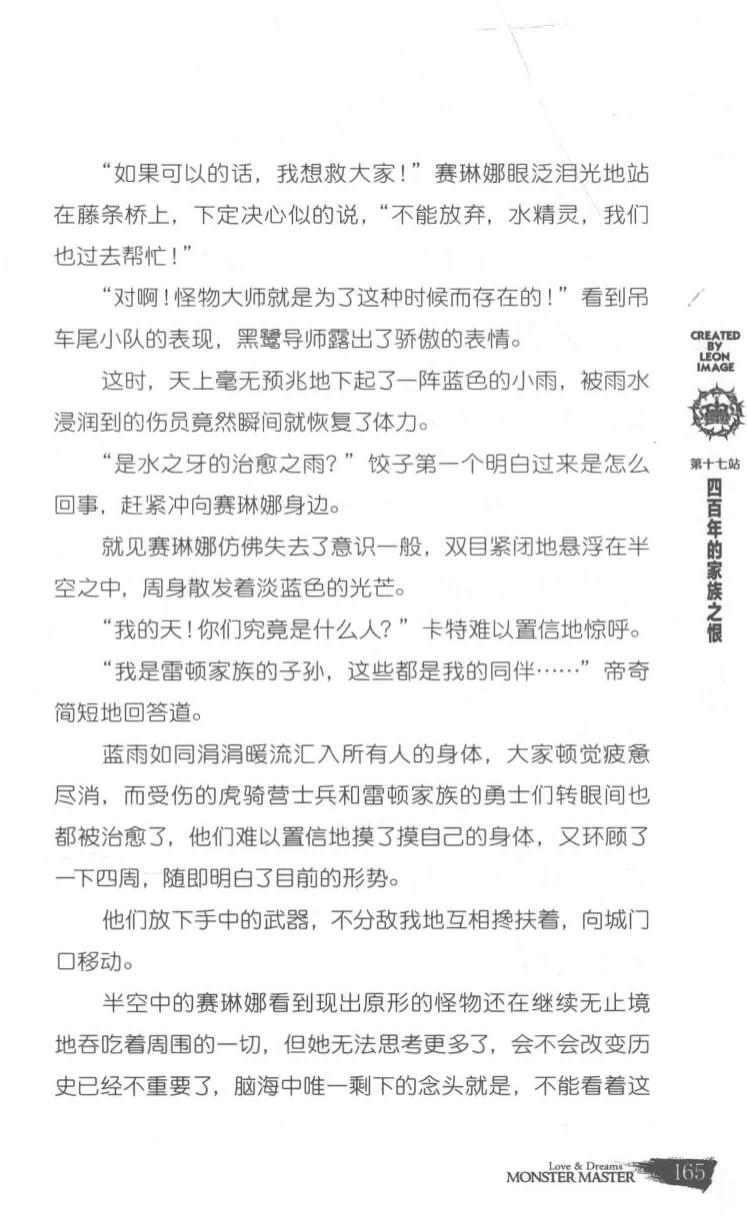 “如果可以的话，我想救大家！”赛琳娜眼泛泪光地站
在藤条桥上，下定决心似的说，“不能放弃，水精灵，我们
也过去帮忙！”
“对啊！怪物大师就是为了这种时候而存在的！”看到吊
车尾小队的表现，黑鹭导师露出了骄傲的表情。
这时，天上毫无预兆地下起了一阵蓝色的小雨，被雨水
浸润到的伤员竟然瞬间就恢复了体力。
“是水之牙的治愈之雨？”饺子第一个明白过来是怎么
回事，赶紧冲向赛琳娜身边。
就见赛琳娜仿佛失去了意识一般，双目紧闭地悬浮在半
空之中，周身散发着淡蓝色的光芒。
“我的天！你们究竟是什么人？”卡特难以置信地惊呼。
“我是雷顿家族的子孙，这些都是我的同伴……”帝奇
简短地回答道。
蓝雨如同涓涓暖流汇入所有人的身体，大家顿觉疲惫
尽消，而受伤的虎骑营士兵和雷顿家族的勇士们转眼间也
都被治愈了，他们难以置信地摸了摸自己的身体，又环顾了
一下四周，随即明白了目前的形势。
他们放下手中的武器，不分敌我地互相搀扶着，向城门
口移动。
半空中的赛琳娜看到现出原形的怪物还在继续无止境
地吞吃着周围的一切，但她无法思考更多了，会不会改变历
史已经不重要了，脑海中唯一剩下的念头就是，不能看着这
CREATED
BY
LEON
IMAGE
第十七站
四百年的家族之恨
Love & Dreams
MONSTER MASTER
165